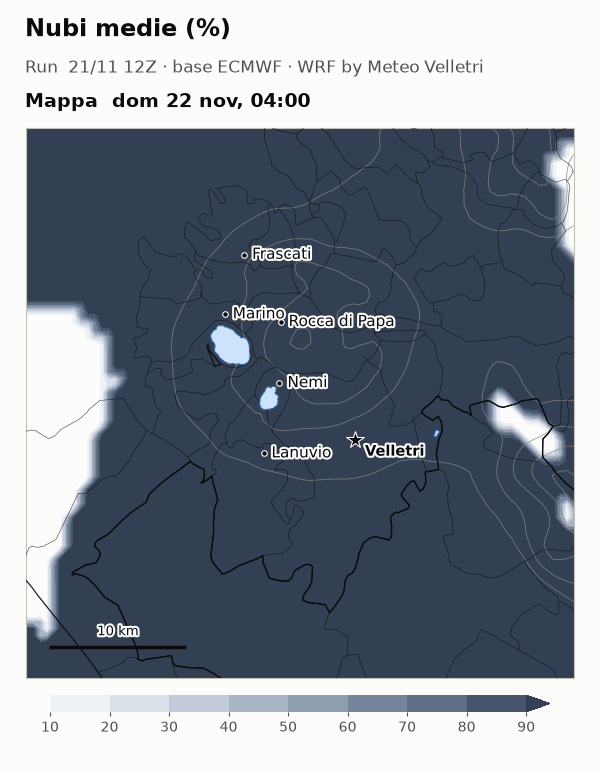 Nubi medie (%)
Run  21/11 12Z · base ECMWF · WRF by Meteo Velletri
Mappa  dom 22 nov, 04:00
Frascati
Marino
Rocca di Papa
Nemi
Velletri
Lanuvio
10 km
10 20 30 40 50 60 70 80 90